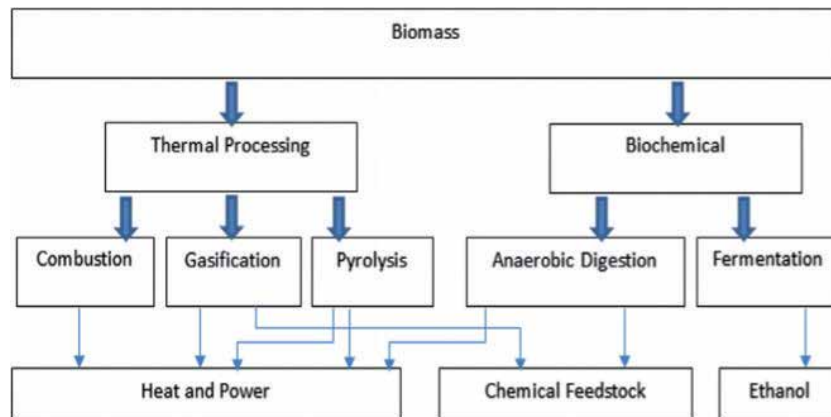 Biomass
Thermal Processing
Biochemical
Combustion
Gasification
Pyrolysis
Anaerobic Digestion
Fermentation
Heat and Power
Chemical Feedstock
Ethanol